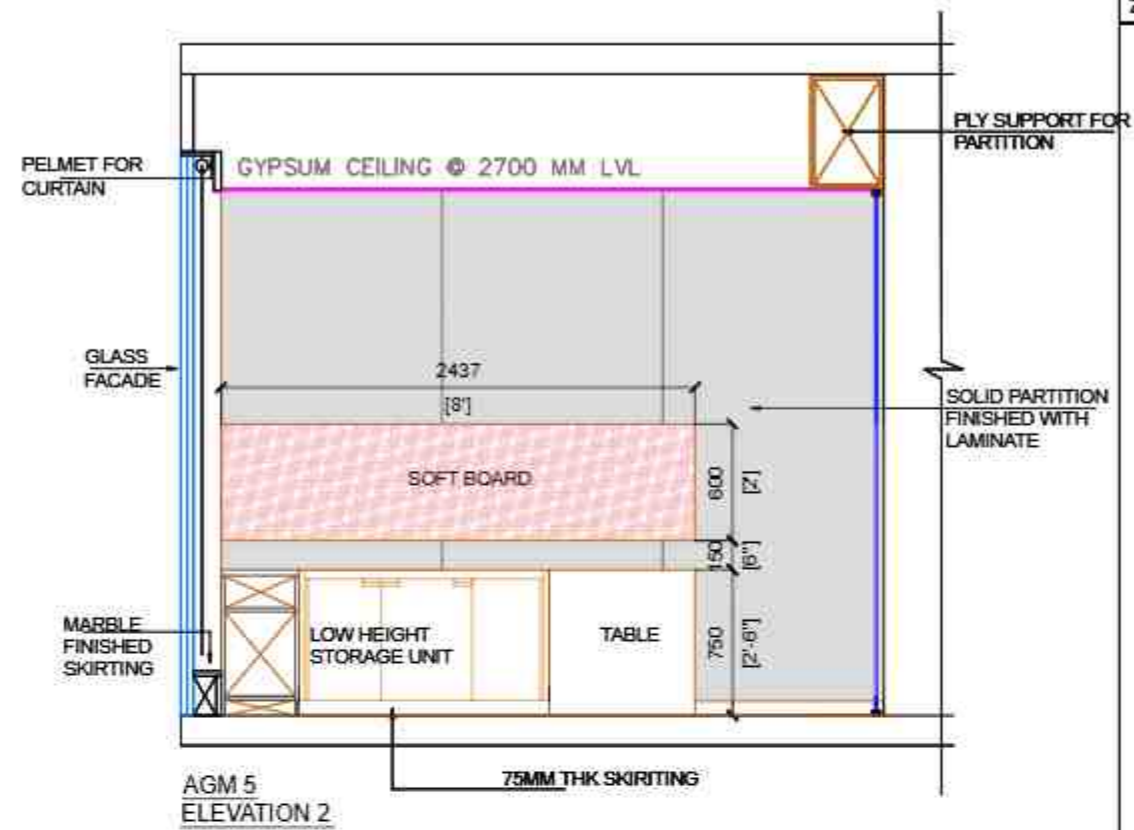 PLY SUPPORT FOR
PARTITION
PELMET FOR
CURTAIN
GYPSUM CEILING @ 2700 MM LVL
GLASS
FACADE
2437
[8']
SOLID PARTITION
FINISHED WITH
LAMINATE
SOFT BOARD
600
[2']
150
[6"]
MARBLE
FINISHED
SKIRTING
LOW HEIGHT
STORAGE UNIT
TABLE
750
[2'-6"]
75MM THK SKIRITING
AGM 5
ELEVATION 2